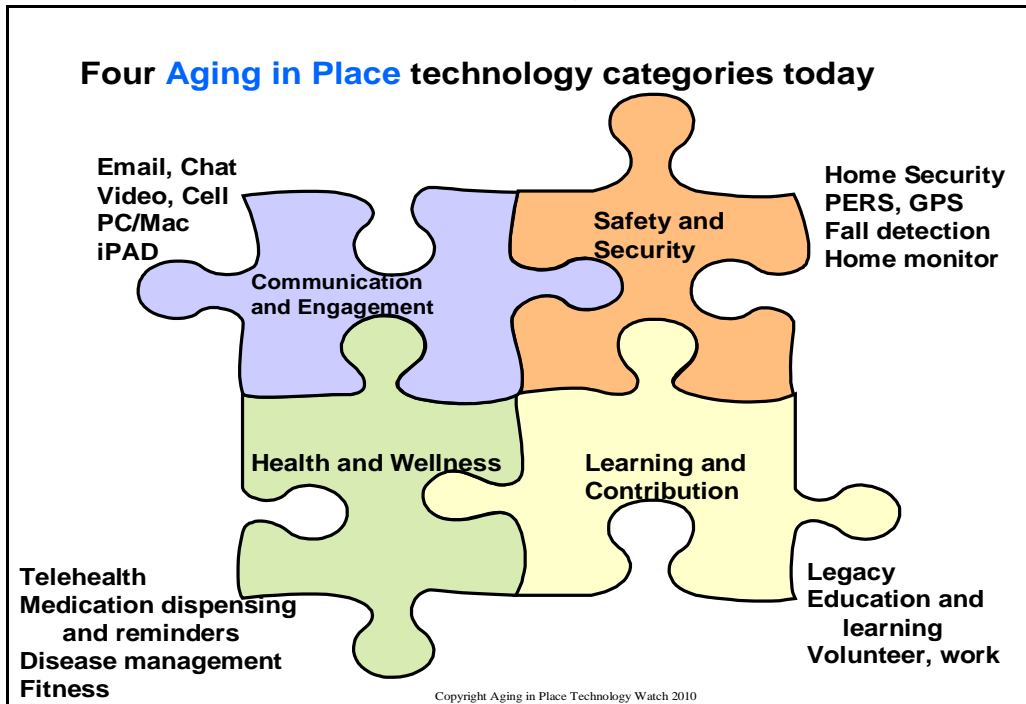 Four Aging in Place technology categories today
Email, Chat
Video, Cell
PC/Mac
iPAD
Communication
and Engagement
Safety and
Security
Home Security
PERS, GPS
Fall detection
Home monitor
Health and Wellness
Learning and
Contribution
Telehealth
Medication dispensing
and reminders
Disease management
Fitness
Legacy
Education and
learning
Volunteer, work
Copyright Aging in Place Technology Watch 2010